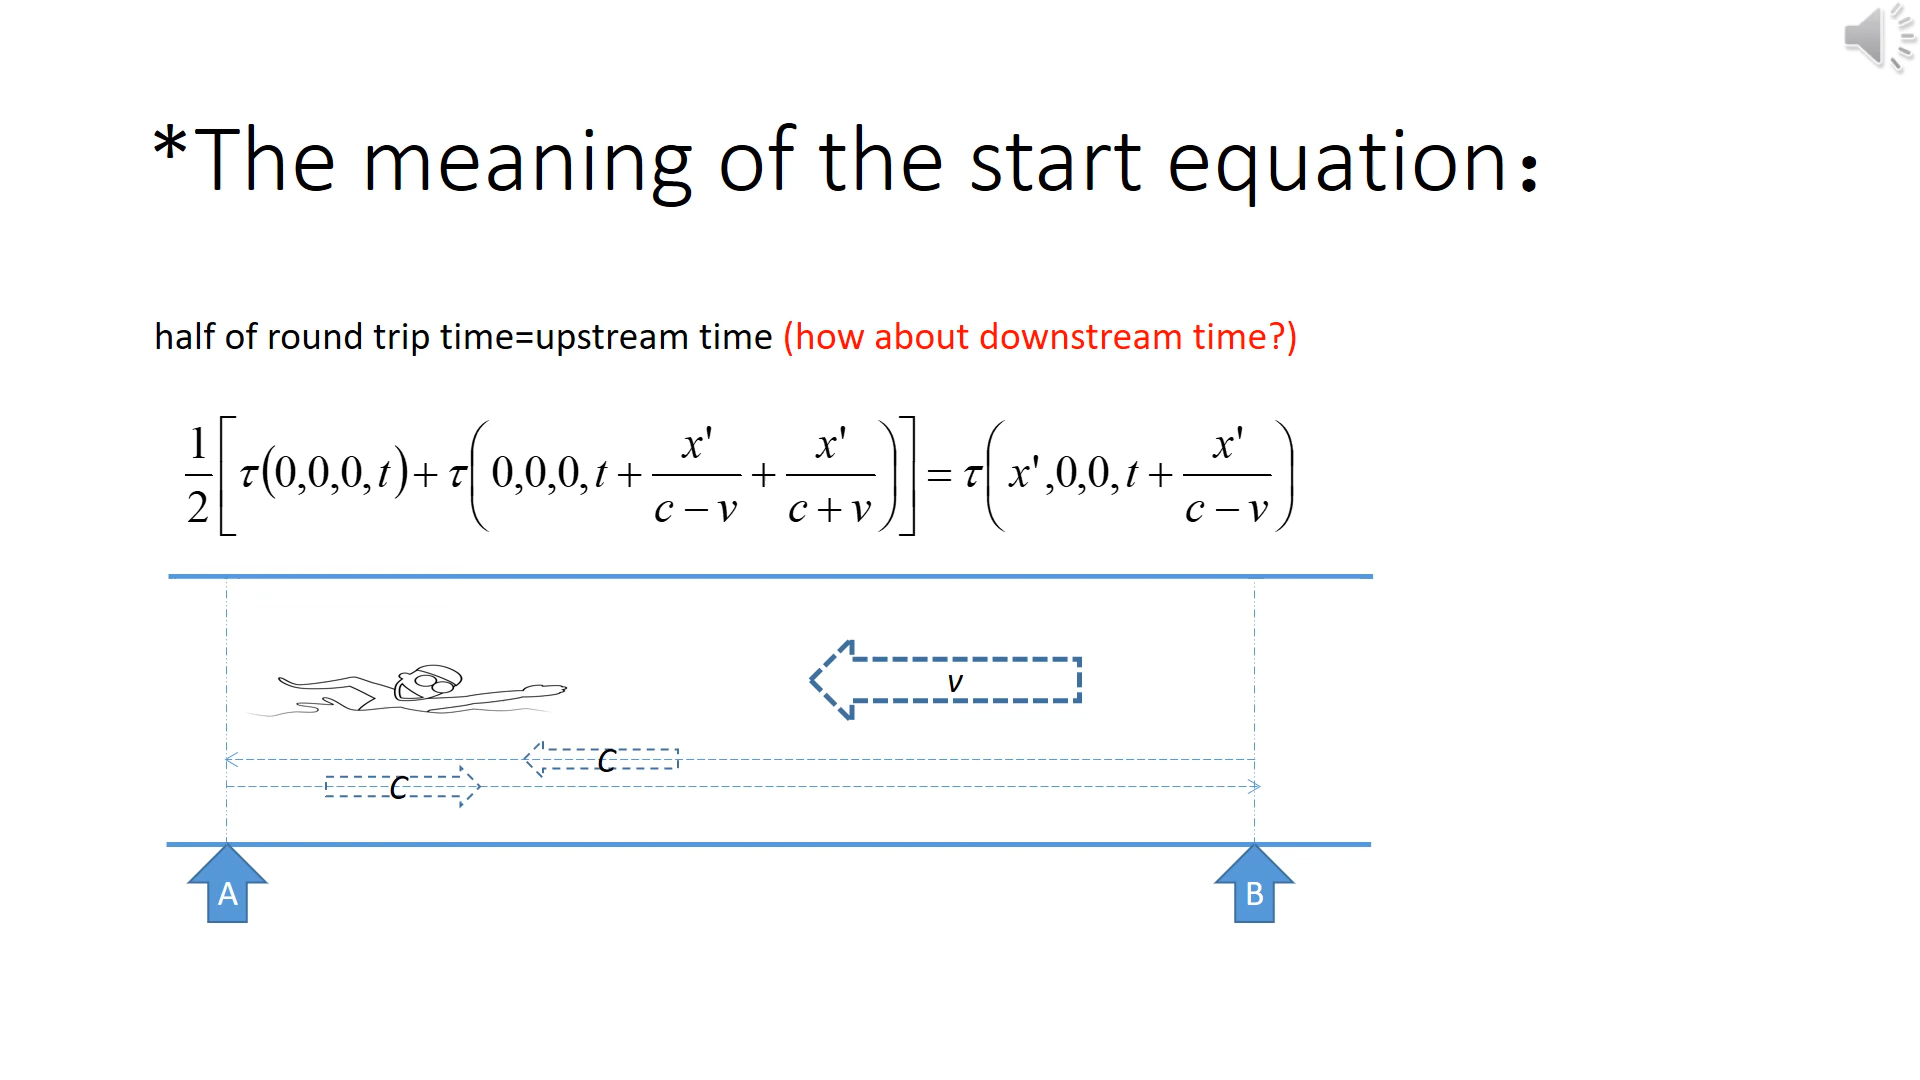 *The meaning of the start equation:
half of round trip time=upstream time (how about downstream time?)
1/2[τ(0,0,0,t)+τ(0,0,0,t+x'/(c−v)+x'/(c+v))]=τ(x',0,0,t+x'/(c−v))
v
C
C
A
B